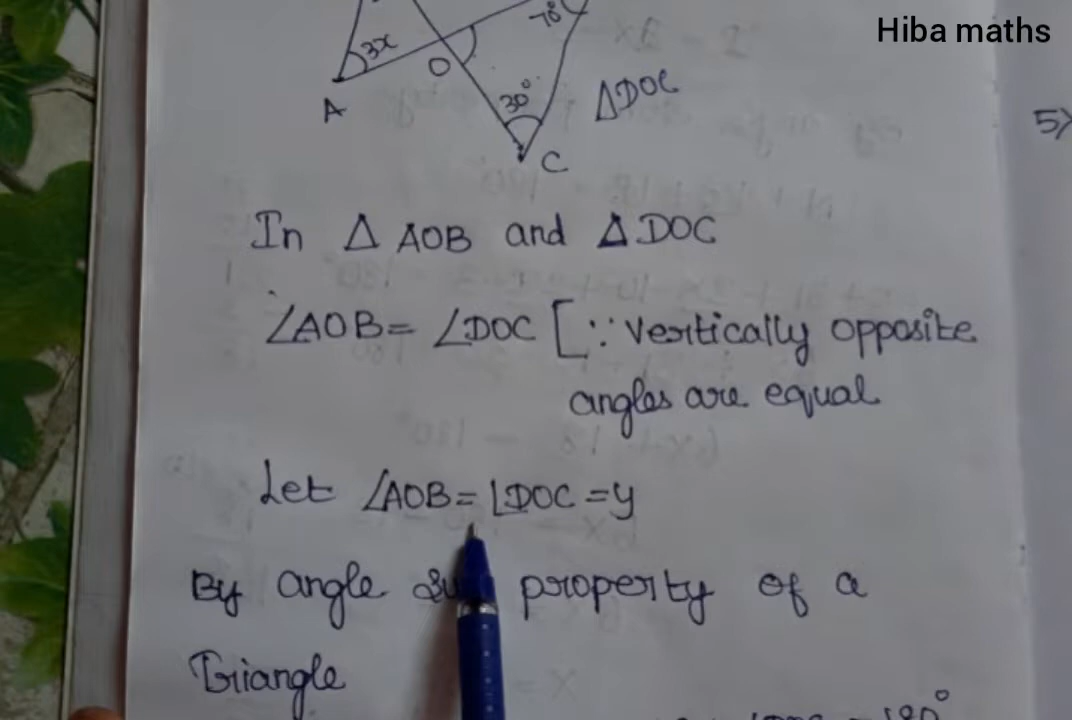 Hiba maths
70°
3x
O
30°
ΔDOC
A
5)
C
In Δ AOB and Δ DOC
∠AOB = ∠DOC [∵ vertically opposite
angles are equal
Let ∠AOB = ∠DOC = y
By angle property of a
Triangle